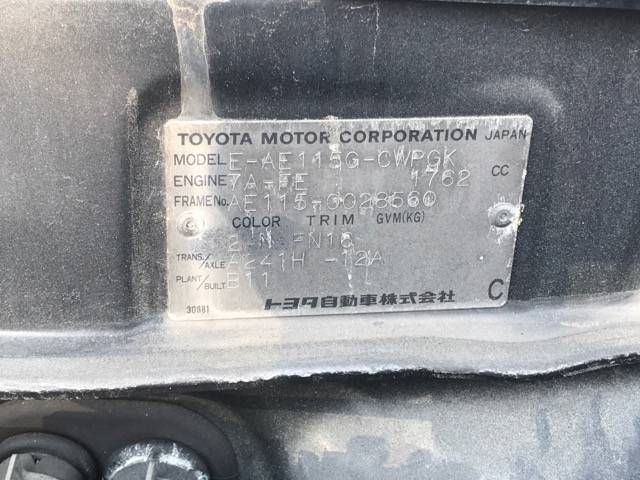 TOYOTA MOTOR CORPORATION JAPAN
MODEL E-AE115G-CWPGK
ENGINE 7A-FE 1762 CC
FRAME No. AE115-0028560
COLOR TRIM GVM(KG)
FN16
TRANS./AXLE A241H -12A
PLANT/BUILT B11
30881 トヨタ自動車株式会社 C